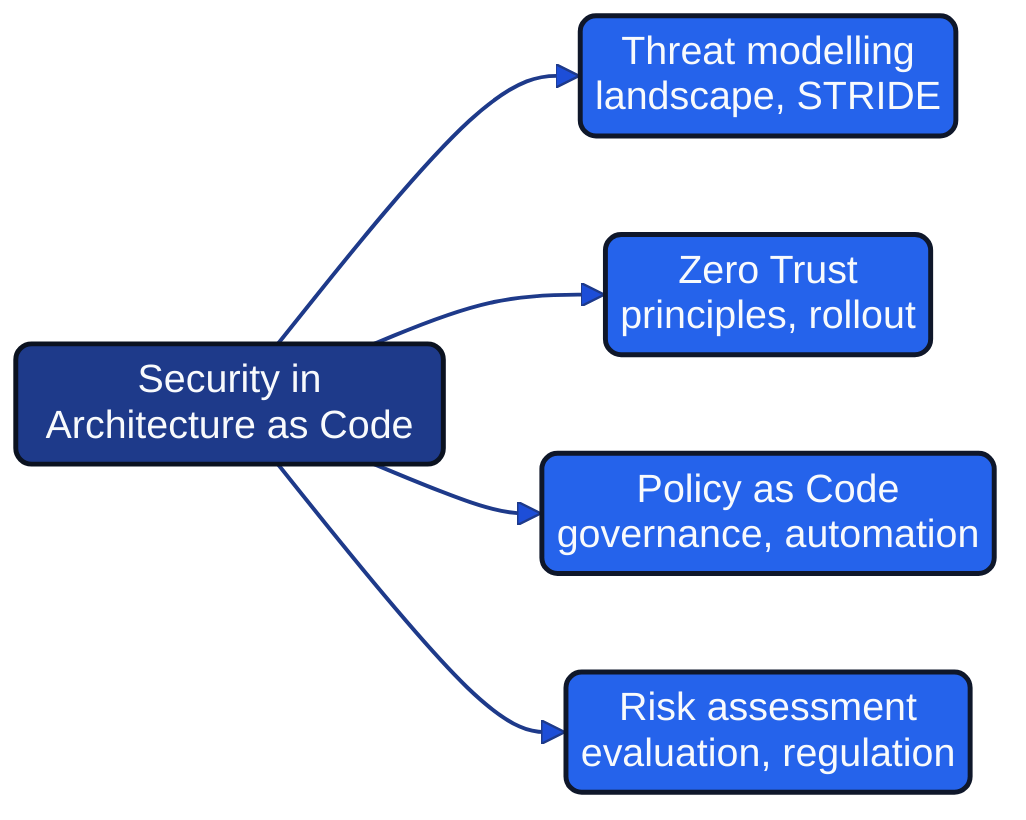 Threat modelling
landscape, STRIDE
Zero Trust
principles, rollout
Security in
Architecture as Code
Policy as Code
governance, automation
Risk assessment
evaluation, regulation